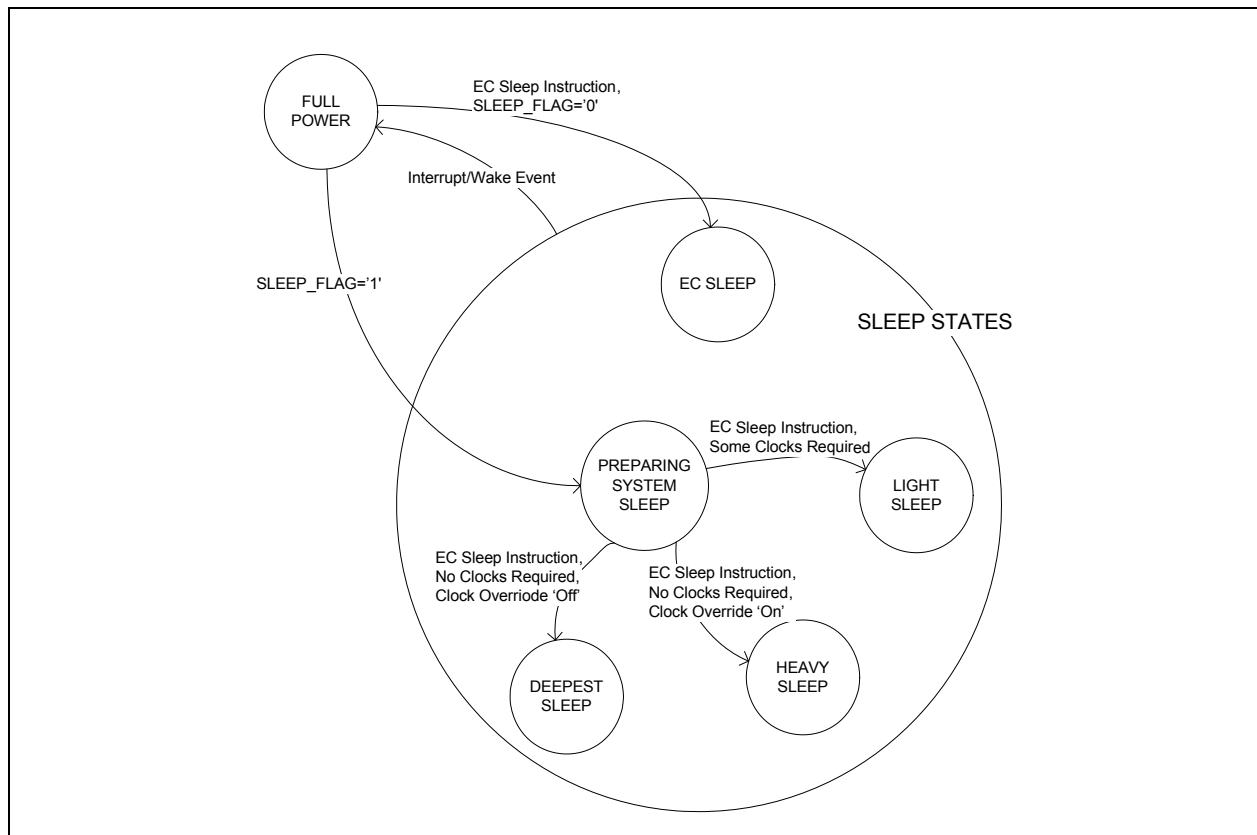 FULL
POWER
EC Sleep Instruction,
SLEEP_FLAG='0'
Interrupt/Wake Event
SLEEP_FLAG='1'
EC SLEEP
SLEEP STATES
PREPARING
SYSTEM
SLEEP
EC Sleep Instruction,
Some Clocks Required
LIGHT
SLEEP
EC Sleep Instruction,
No Clocks Required,
Clock Overriode ‘Off’
EC Sleep Instruction,
No Clocks Required,
Clock Override ‘On’
DEEPEST
SLEEP
HEAVY
SLEEP